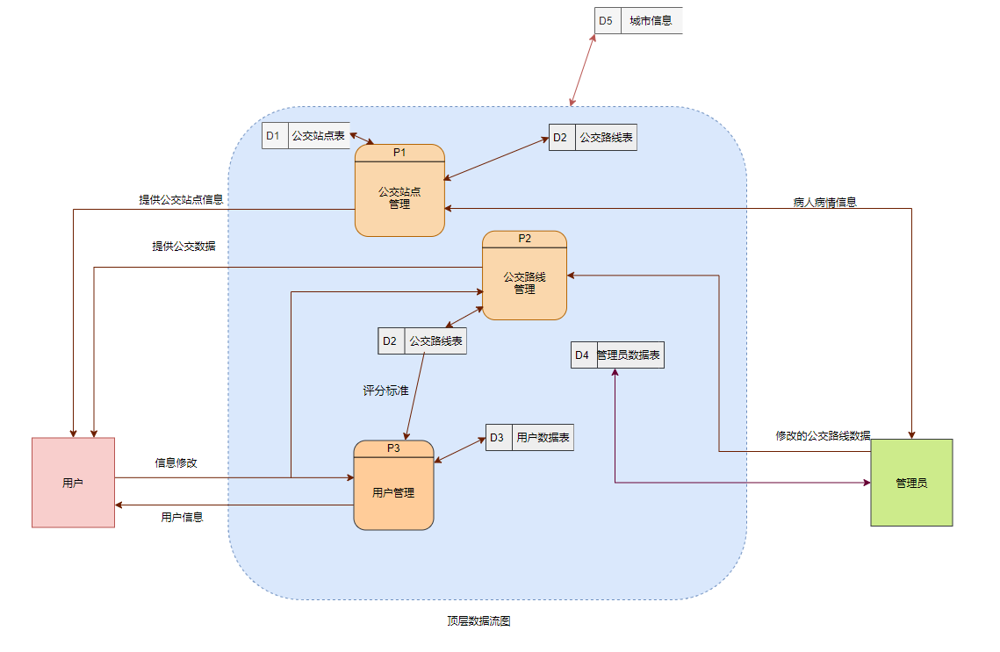 D5 城市信息
D1 公交站点表
D2 公交路线表
P1
公交站点
管理
提供公交站点信息
病人病情信息
P2
公交路线
管理
提供公交数据
D2 公交路线表
D4 管理员数据表
评分标准
D3 用户数据表
修改的公交路线数据
P3
用户管理
信息修改
用户
管理员
用户信息
顶层数据流图